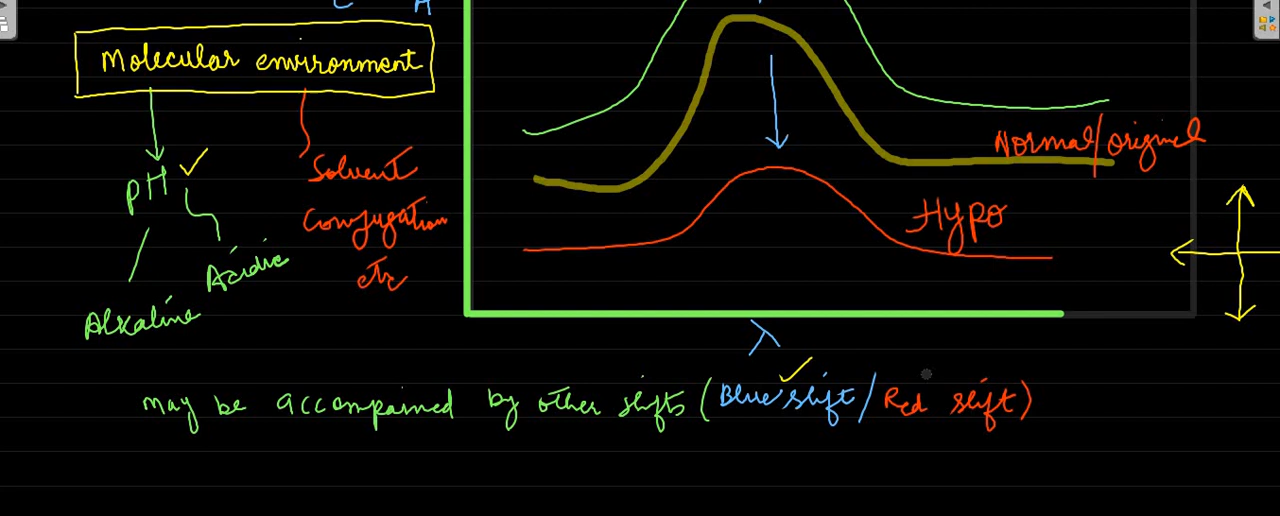 Molecular environment
PH
Alkaline
Acidic
Solvent
Conjugation
etc
Normal/original
Hypo
λ
may be accompained by other shifts (Blue shift/Red shift)